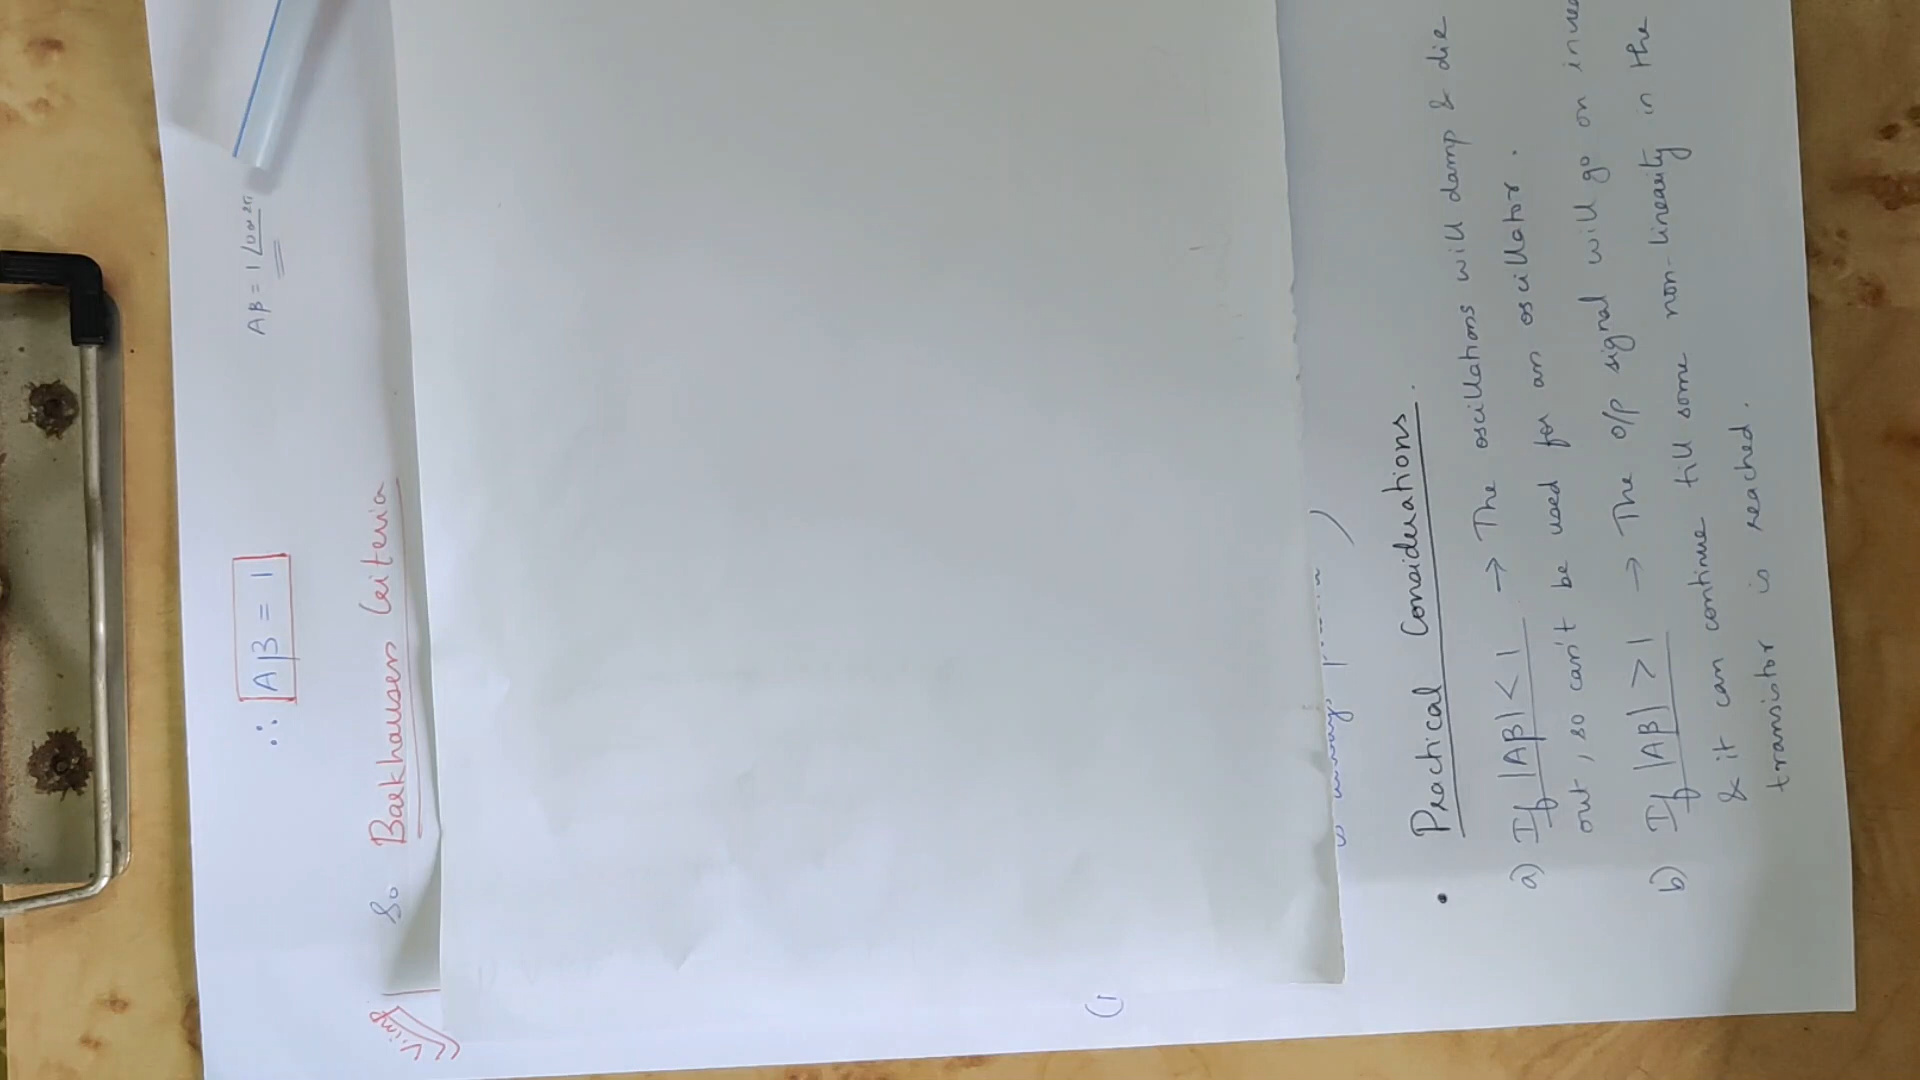 ∴ Aβ = 1
Aβ = 1 ∠0 or 2π
So Barkhausen Criteria
V.imp
• Practical Considerations.
a) If |Aβ| < 1 → The oscillations will damp & die
out, so can't be used for an oscillator.
b) If |Aβ| > 1 → The o/p signal will go on
& it can continue till some non-linearity in the
transistor is reached.